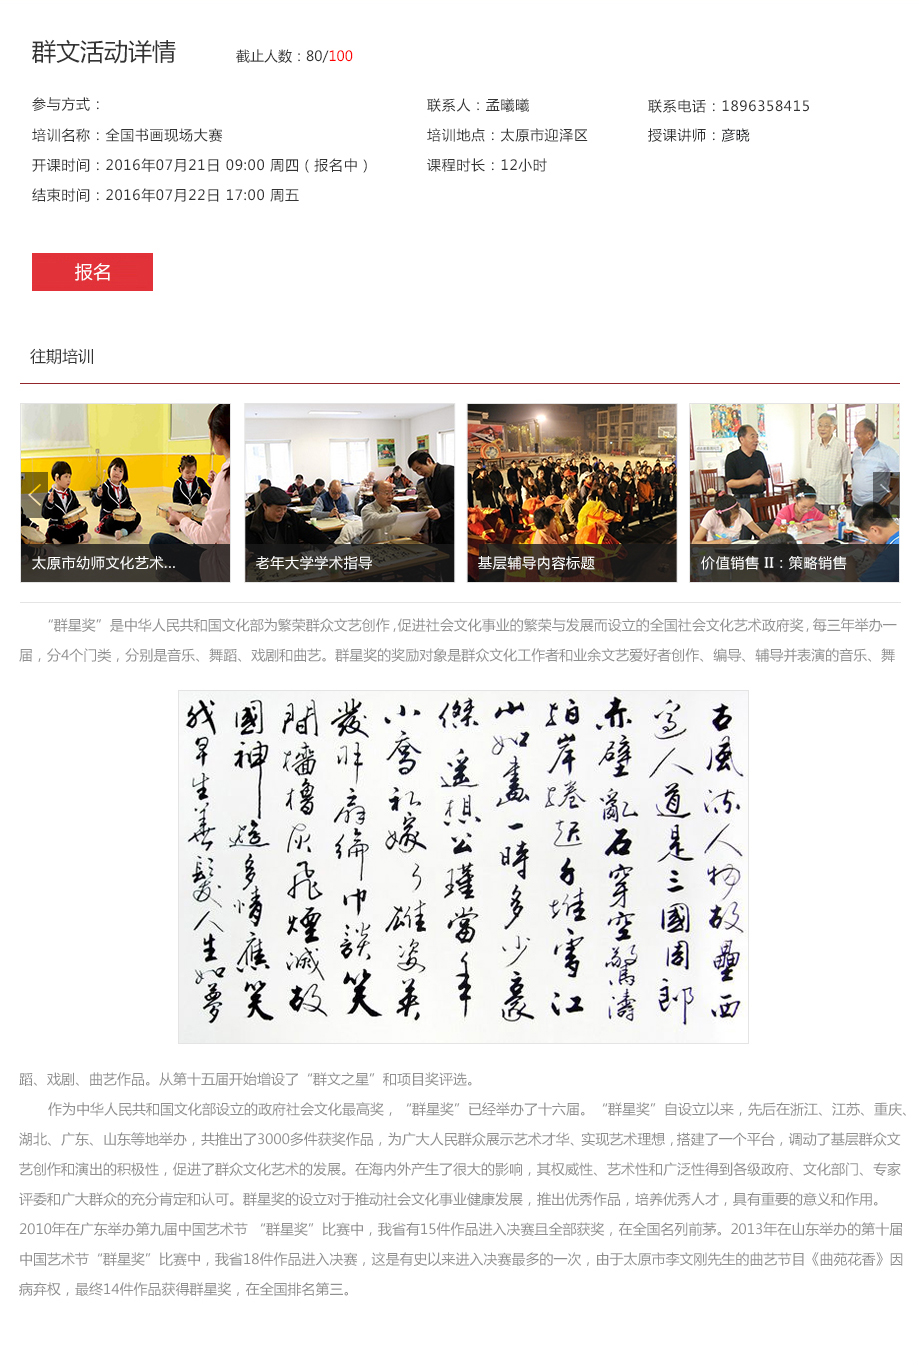 群文活动详情
截止人数：80/100
参与方式：
联系人：孟曦曦
联系电话：1896358415
培训名称：全国书画现场大赛
培训地点：太原市迎泽区
授课讲师：彦晓
开课时间：2016年07月21日 09:00 周四（报名中）
课程时长：12小时
结束时间：2016年07月22日 17:00 周五
报名
往期培训
太原市幼师文化艺术...
老年大学学术指导
基层辅导内容标题
价值销售 II：策略销售
“群星奖”是中华人民共和国文化部为繁荣群众文艺创作，促进社会文化事业的繁荣与发展而设立的全国社会文化艺术政府奖，每三年举办一
届，分4个门类，分别是音乐、舞蹈、戏剧和曲艺。群星奖的奖励对象是群众文化工作者和业余文艺爱好者创作、编导、辅导并表演的音乐、舞
古風流人物故壘西
邊人道是三國周郎
赤壁亂石穿空驚濤
拍岸捲起千堆雪江
山如畫一時多少豪
傑遥想公瑾當年
小喬初嫁了雄姿英
發羽扇綸巾談笑
間檣櫓灰飛煙滅故
國神遊多情應笑
我早生華髮人生如夢
蹈、戏剧、曲艺作品。从第十五届开始增设了“群文之星”和项目奖评选。
作为中华人民共和国文化部设立的政府社会文化最高奖，“群星奖”已经举办了十六届。“群星奖”自设立以来，先后在浙江、江苏、重庆、
湖北、广东、山东等地举办，共推出了3000多件获奖作品，为广大人民群众展示艺术才华、实现艺术理想，搭建了一个平台，调动了基层群众文
艺创作和演出的积极性，促进了群众文化艺术的发展。在海内外产生了很大的影响，其权威性、艺术性和广泛性得到各级政府、文化部门、专家
评委和广大群众的充分肯定和认可。群星奖的设立对于推动社会文化事业健康发展，推出优秀作品，培养优秀人才，具有重要的意义和作用。
2010年在广东举办第九届中国艺术节 “群星奖”比赛中，我省有15件作品进入决赛且全部获奖，在全国名列前茅。2013年在山东举办的第十届
中国艺术节“群星奖”比赛中，我省18件作品进入决赛，这是有史以来进入决赛最多的一次，由于太原市李文刚先生的曲艺节目《曲苑花香》因
病弃权，最终14件作品获得群星奖，在全国排名第三。